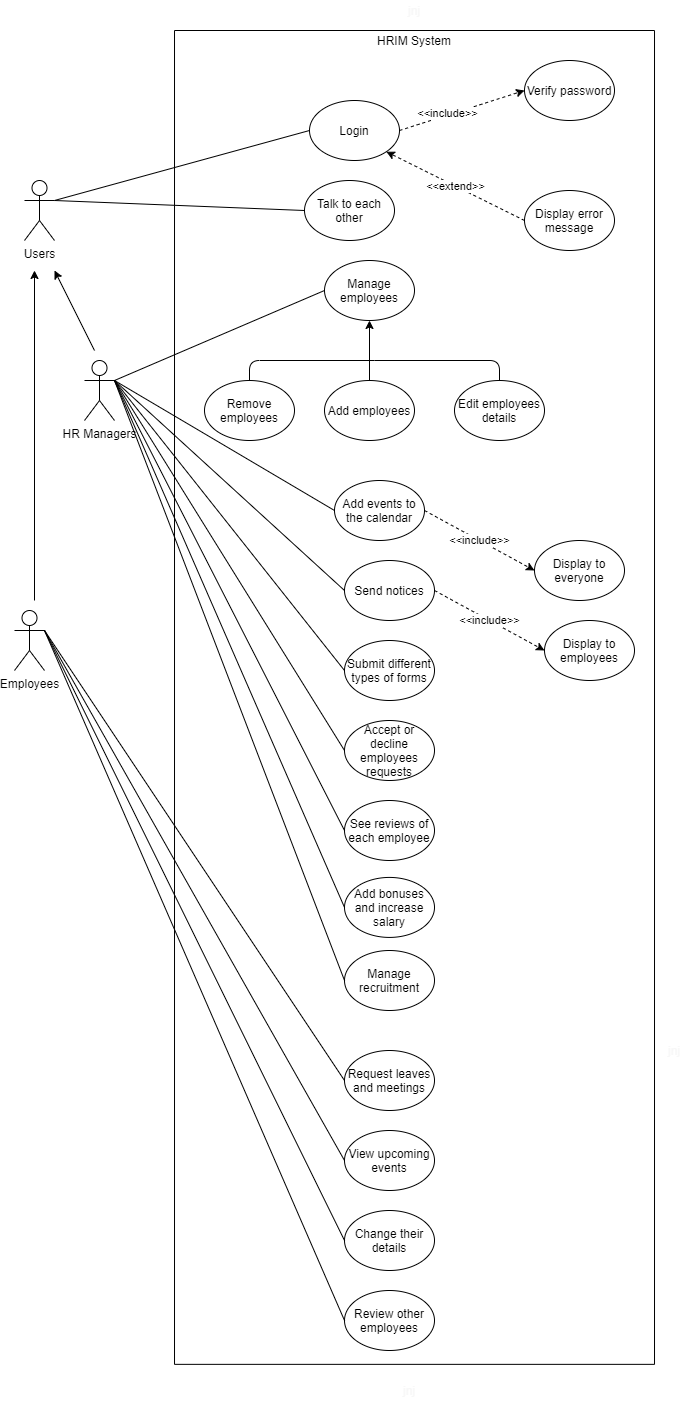 HRIM System
Verify password
<<include>>
Login
<<extend>>
Talk to each
other
Display error
message
Users
Manage
employees
HR Managers
Remove
employees
Add employees
Edit employees
details
Add events to
the calendar
<<include>>
Display to
everyone
Send notices
<<include>>
Display to
employees
Employees
Submit different
types of forms
Accept or
decline
employees
requests
See reviews of
each employee
Add bonuses
and increase
salary
Manage
recruitment
Request leaves
and meetings
View upcoming
events
Change their
details
Review other
employees